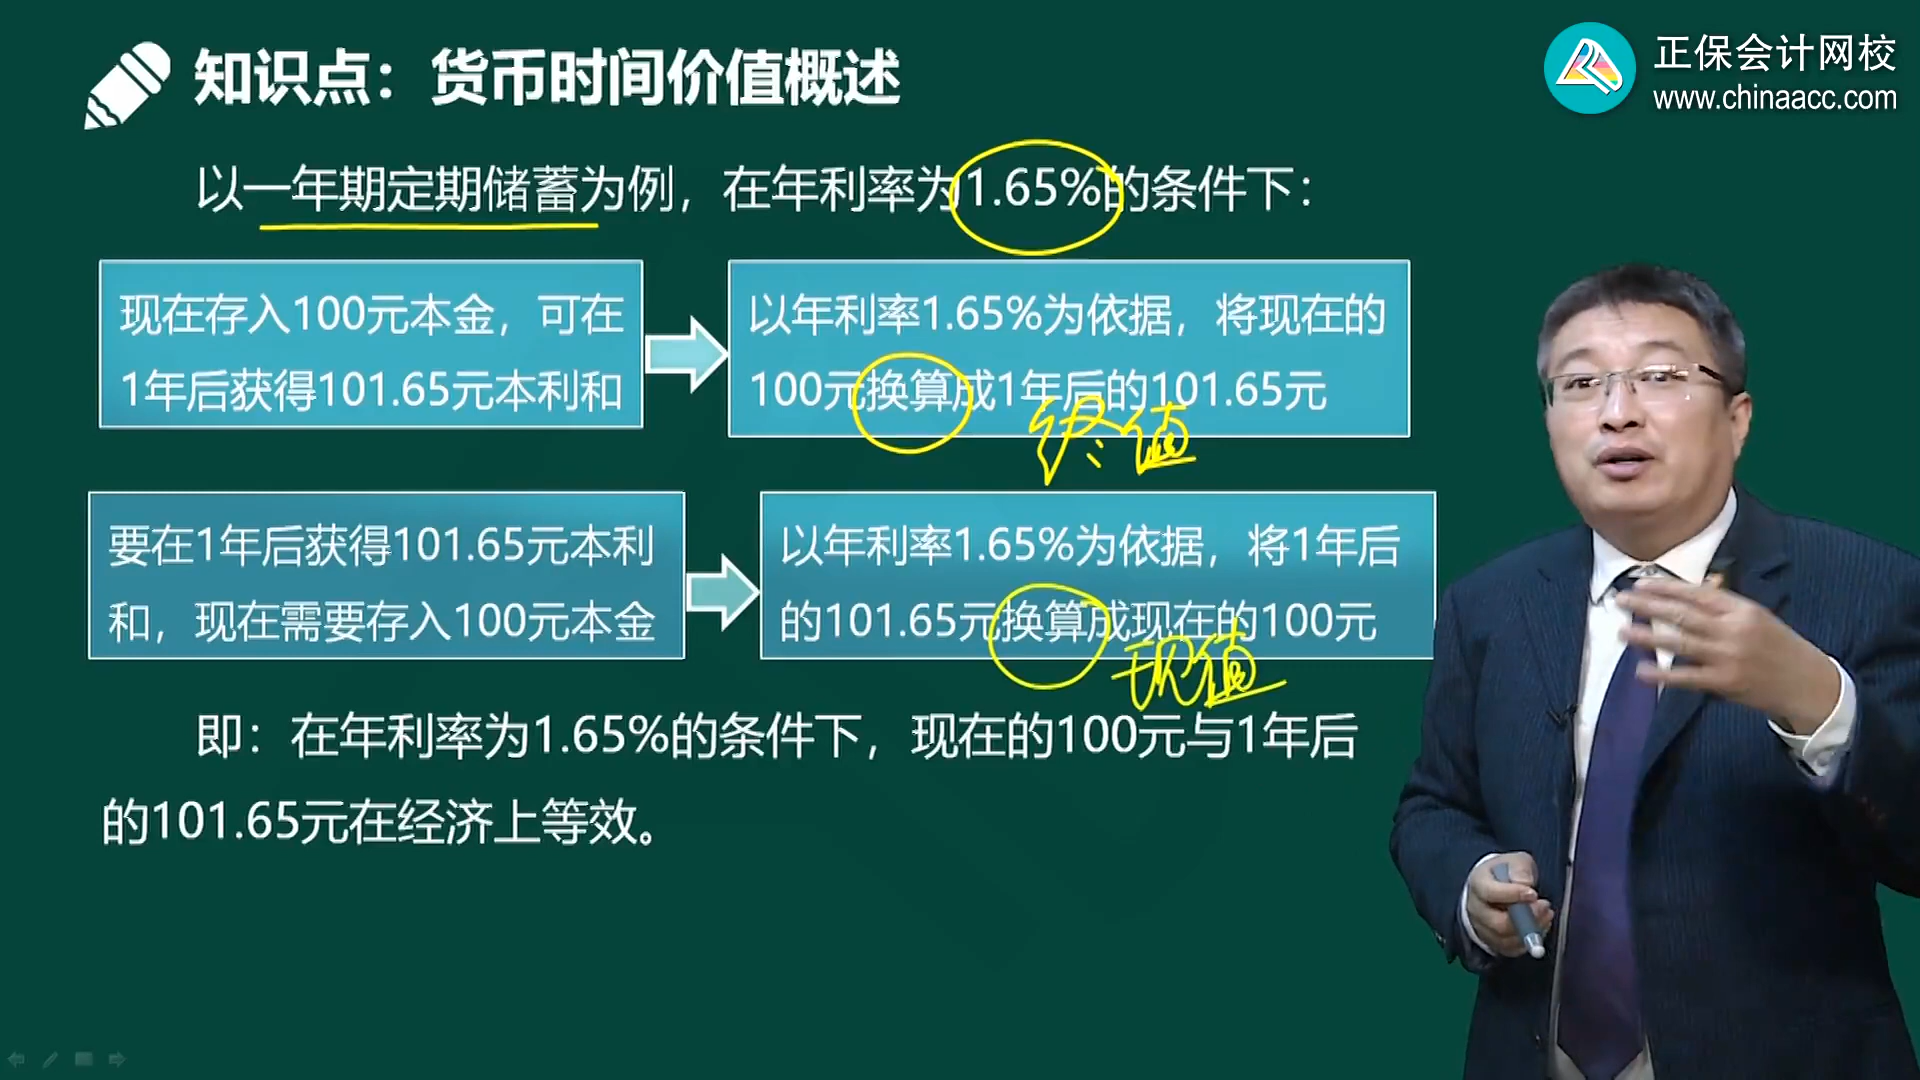 知识点：货币时间价值概述
正保会计网校
www.chinaacc.com
以一年期定期储蓄为例，在年利率为1.65%的条件下：
现在存入100元本金，可在
1年后获得101.65元本利和
以年利率1.65%为依据，将现在的
100元换算成1年后的101.65元
终值
要在1年后获得101.65元本利
和，现在需要存入100元本金
以年利率1.65%为依据，将1年后
的101.65元换算成现在的100元
现值
即：在年利率为1.65%的条件下，现在的100元与1年后
的101.65元在经济上等效。